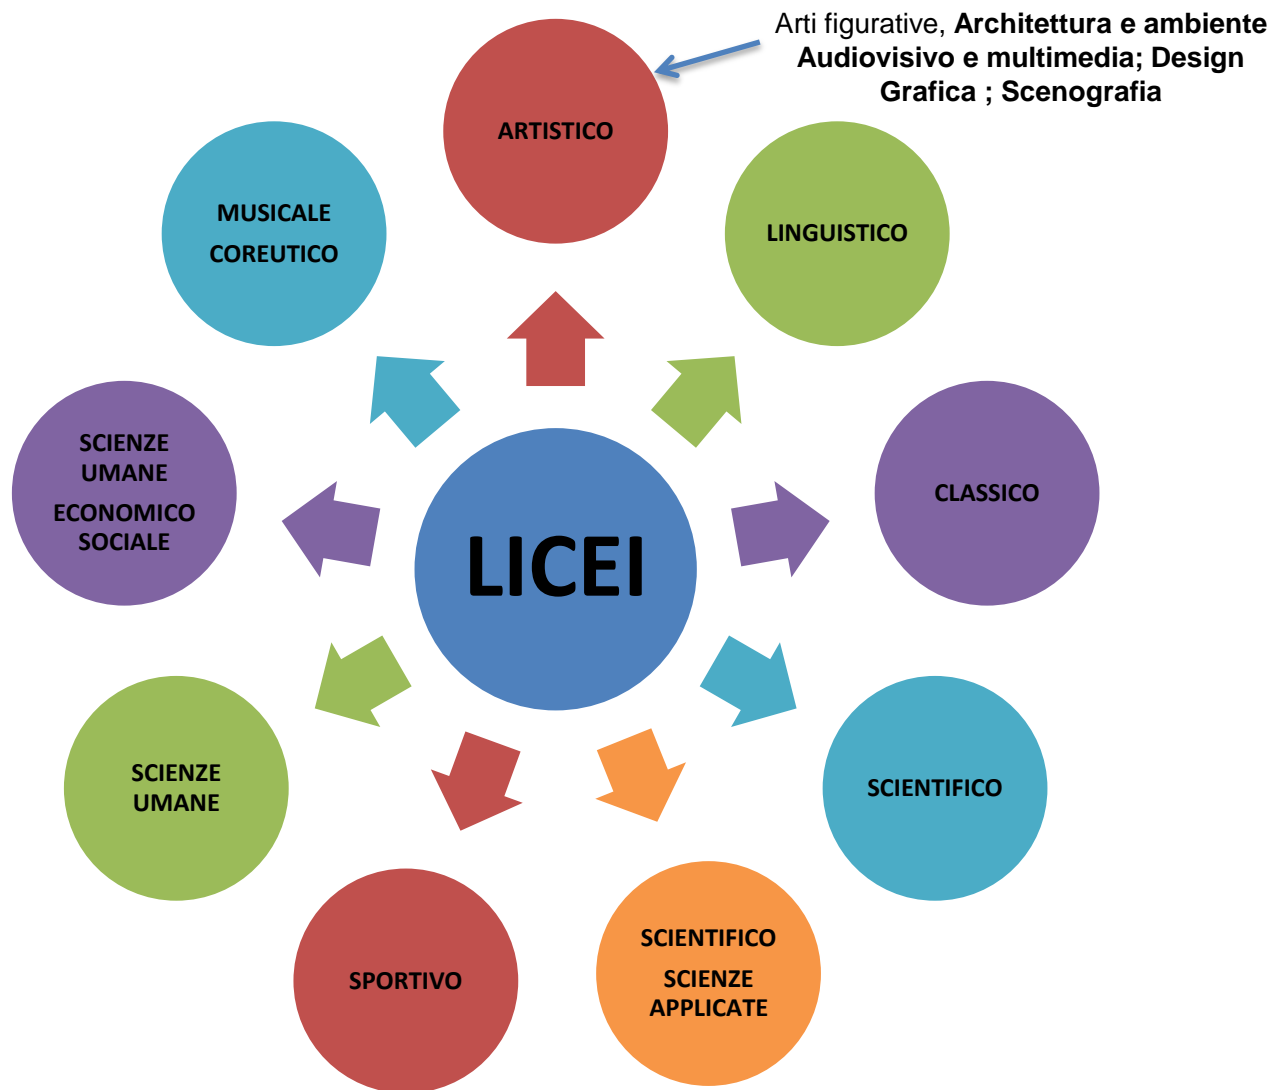 Arti figurative, Architettura e ambiente
Audiovisivo e multimedia; Design
Grafica ; Scenografia
ARTISTICO
MUSICALE
COREUTICO
LINGUISTICO
SCIENZE
UMANE
ECONOMICO
SOCIALE
CLASSICO
LICEI
SCIENZE
UMANE
SCIENTIFICO
SPORTIVO
SCIENTIFICO
SCIENZE
APPLICATE